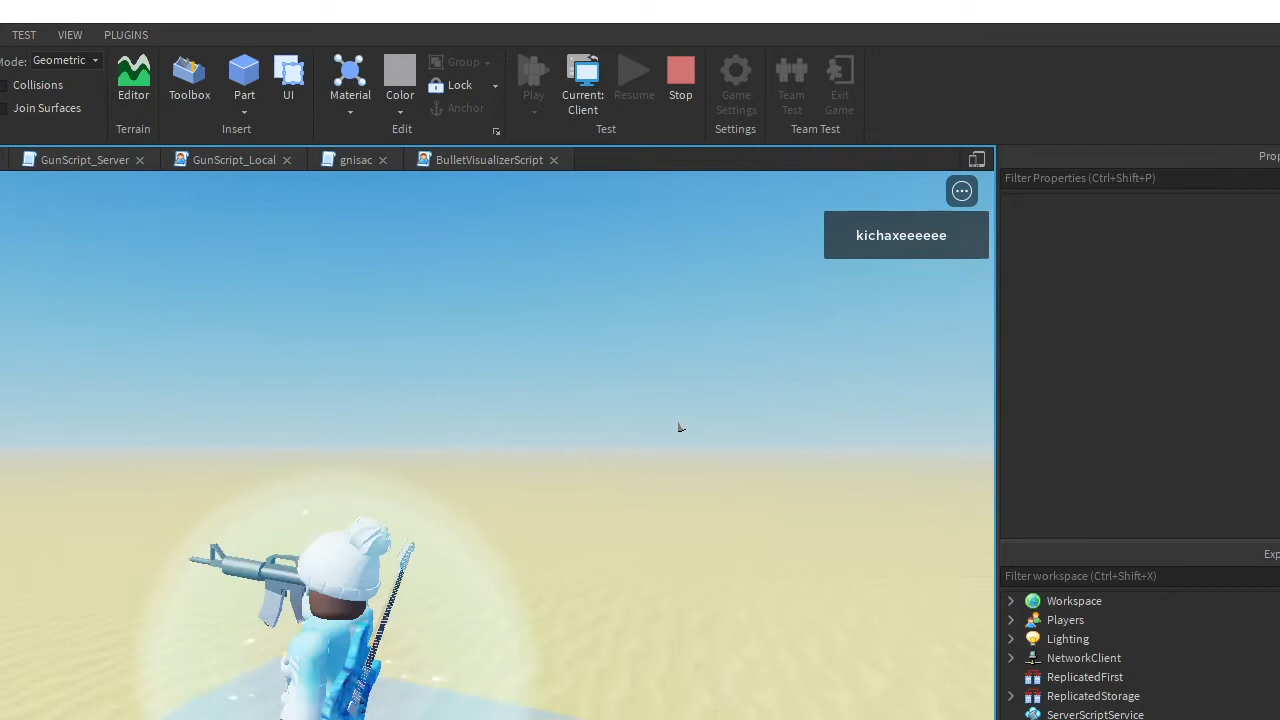 TEST VIEW PLUGINS
Mode: Geometric
Collisions
Join Surfaces
Editor
Toolbox
Part
UI
Material
Color
Group
Lock
Anchor
Play
Current:
Client
Resume
Stop
Game
Settings
Team
Test
Exit
Game
Terrain
Insert
Edit
Test
Settings
Team Test
GunScript_Server
GunScript_Local
gnisac
BulletVisualizerScript
kichaxeeeeee
Filter Properties (Ctrl+Shift+P)
Filter workspace (Ctrl+Shift+X)
Workspace
Players
Lighting
NetworkClient
ReplicatedFirst
ReplicatedStorage
ServerScriptService